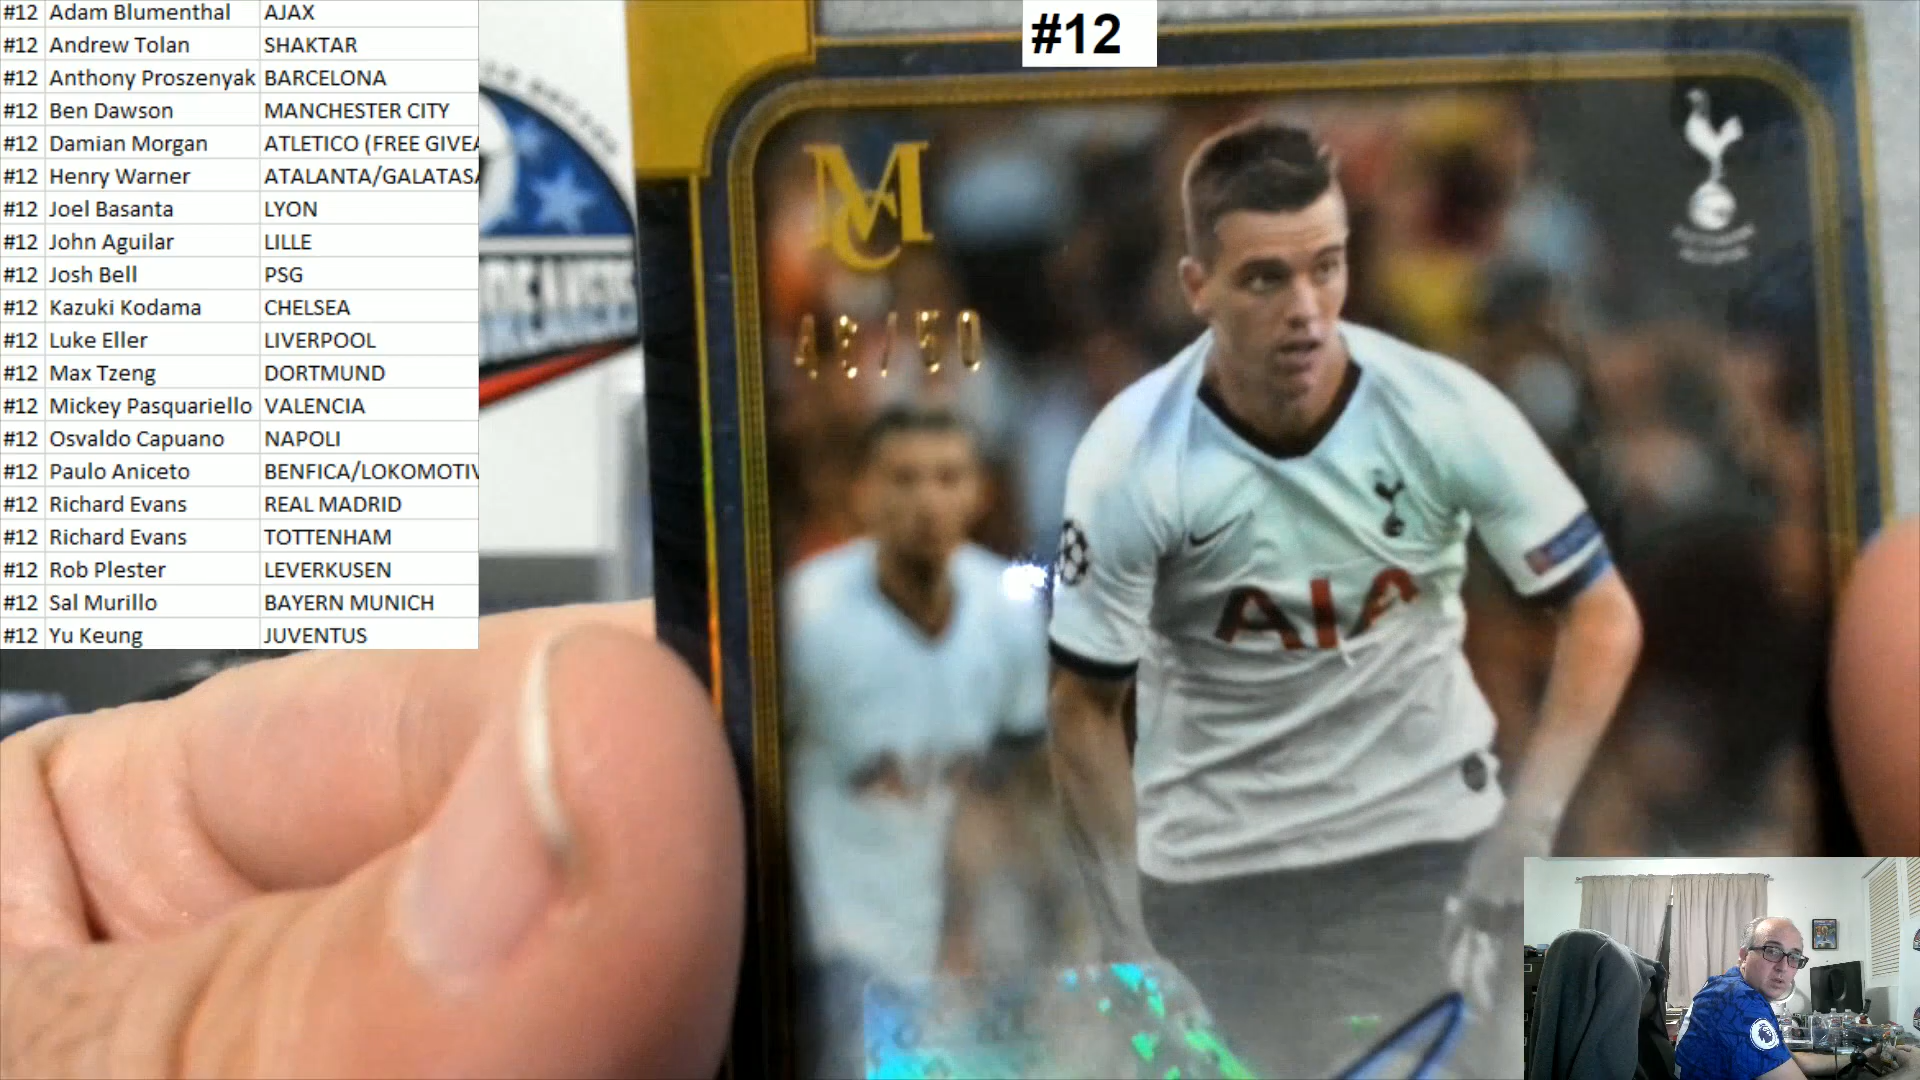 #12 Adam Blumenthal AJAX
#12 Andrew Tolan SHAKTAR
#12 Anthony Proszenyak BARCELONA
#12 Ben Dawson MANCHESTER CITY
#12 Damian Morgan ATLETICO (FREE GIVEA
#12 Henry Warner ATALANTA/GALATASA
#12 Joel Basanta LYON
#12 John Aguilar LILLE
#12 Josh Bell PSG
#12 Kazuki Kodama CHELSEA
#12 Luke Eller LIVERPOOL
#12 Max Tzeng DORTMUND
#12 Mickey Pasquariello VALENCIA
#12 Osvaldo Capuano NAPOLI
#12 Paulo Aniceto BENFICA/LOKOMOTIV
#12 Richard Evans REAL MADRID
#12 Richard Evans TOTTENHAM
#12 Rob Plester LEVERKUSEN
#12 Sal Murillo BAYERN MUNICH
#12 Yu Keung JUVENTUS
#12
MC
/50
AIA